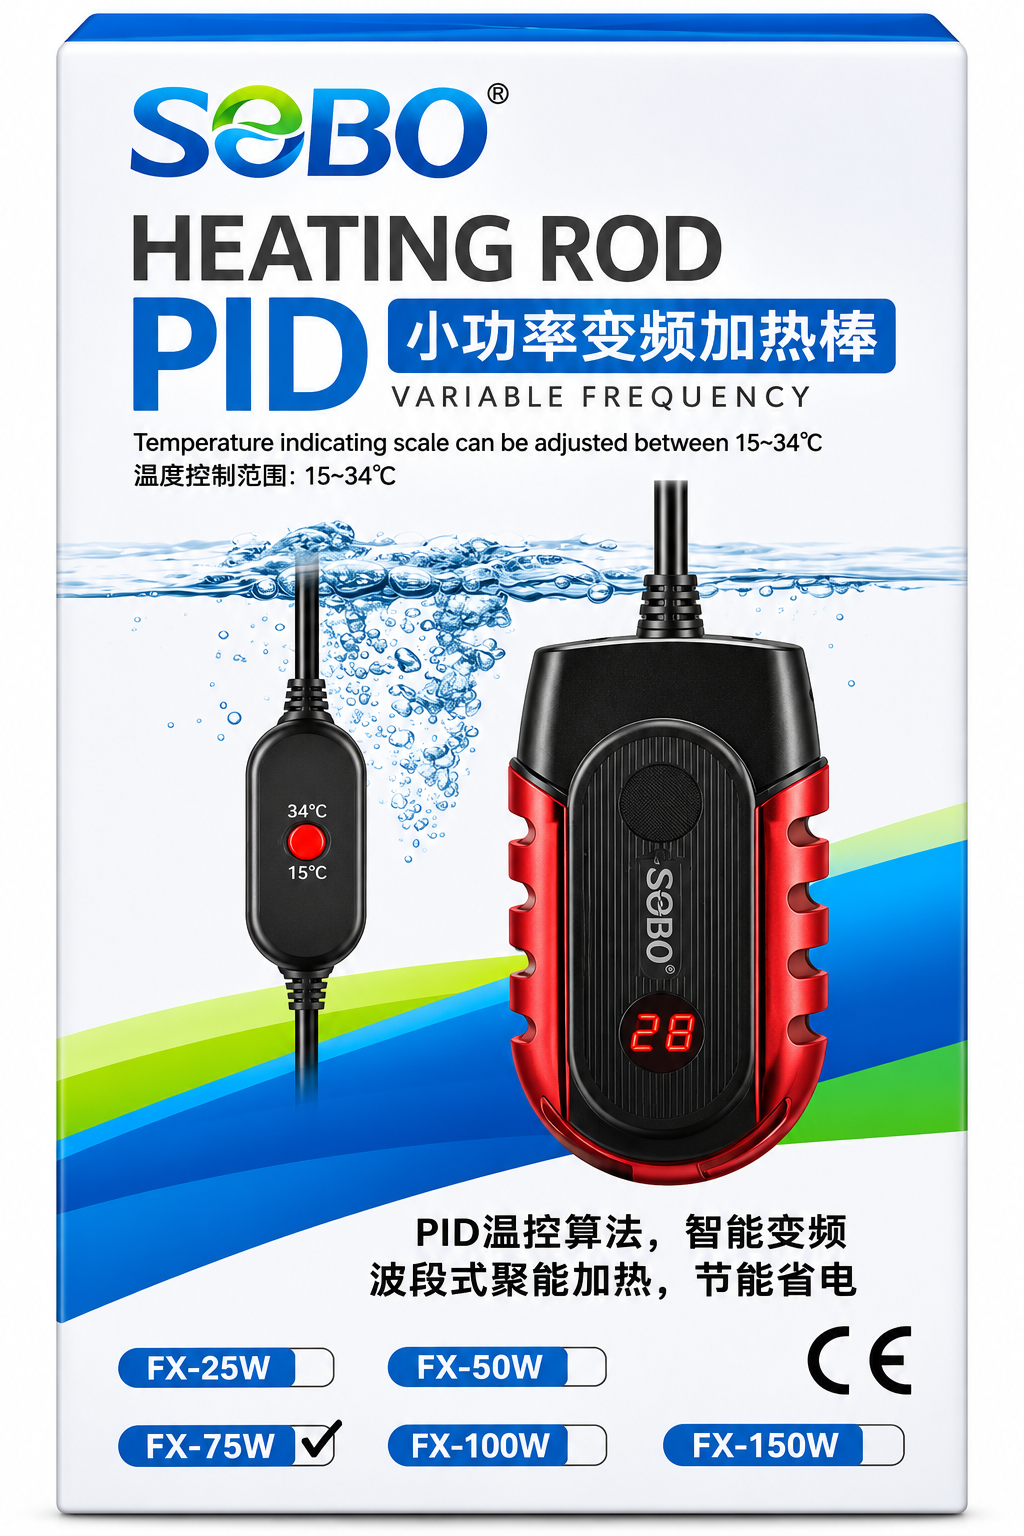 SOBO®
HEATING ROD
PID 小功率变频加热棒
VARIABLE FREQUENCY
Temperature indicating scale can be adjusted between 15~34℃
温度控制范围：15~34℃
34℃
15℃
SOBO®
28
PID温控算法，智能变频
波段式聚能加热，节能省电
CE
FX-25W
FX-50W
FX-75W ✓
FX-100W
FX-150W